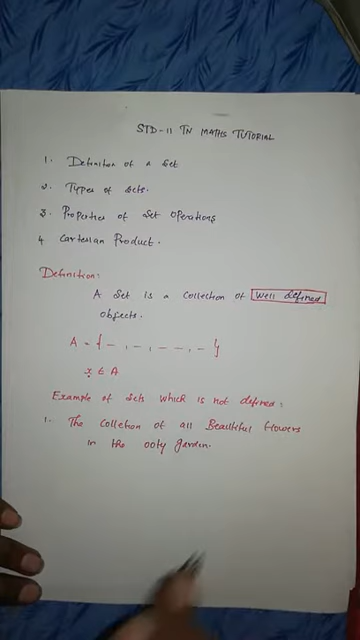 STD-11 TN MATHS TUTORIAL
1. Definition of a Set
2. Types of Sets.
3. Properties of Set Operations
4 Cartesian Product.
Definition:
A Set is a Collection of Well defined
Objects.
A = { — , — , — — , — }
x ∈ A
Example of Sets which is not defined:
1. The Colletion of all Beautiful flowers
in the ooty garden.